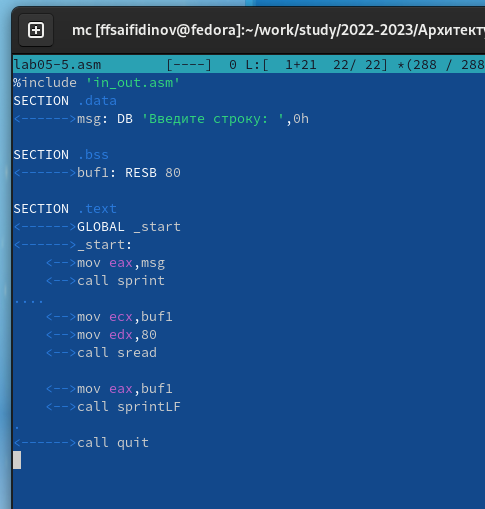 mc [ffsaifidinov@fedora]:~/work/study/2022-2023/Архитекту
lab05-5.asm [----] 0 L:[ 1+21 22/ 22] *(288 / 288
%include 'in_out.asm'
SECTION .data
<------>msg: DB 'Введите строку: ',0h
SECTION .bss
<------>buf1: RESB 80
SECTION .text
<------>GLOBAL _start
<------>_start:
<-->mov eax,msg
<-->call sprint
....
<-->mov ecx,buf1
<-->mov edx,80
<-->call sread
<-->mov eax,buf1
<-->call sprintLF
.
<------>call quit